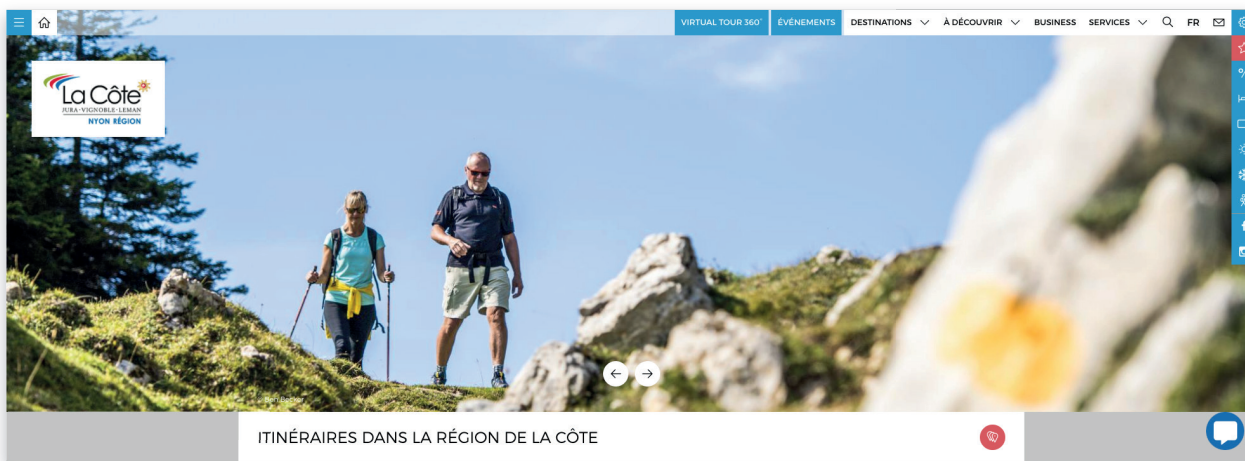 VIRTUAL TOUR 360°
ÉVÉNEMENTS
DESTINATIONS
À DÉCOUVRIR
BUSINESS
SERVICES
FR
La Côte
JURA-VIGNOBLE-LEMAN
NYON RÉGION
ITINÉRAIRES DANS LA RÉGION DE LA CÔTE